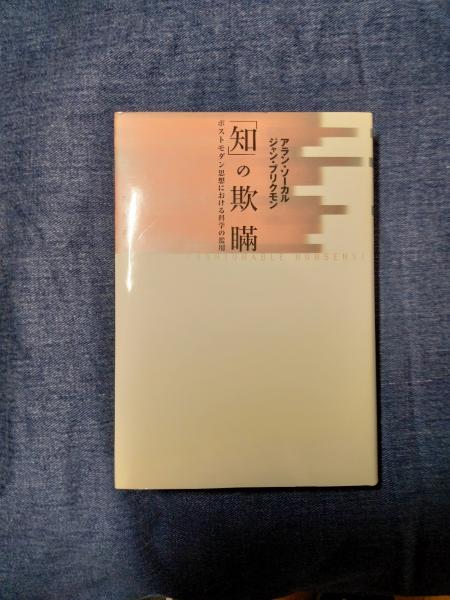 アラン・ソーカル
ジャン・ブリクモン
「知」の欺瞞
ポストモダン思想における科学の濫用
FASHIONABLE NONSENSE